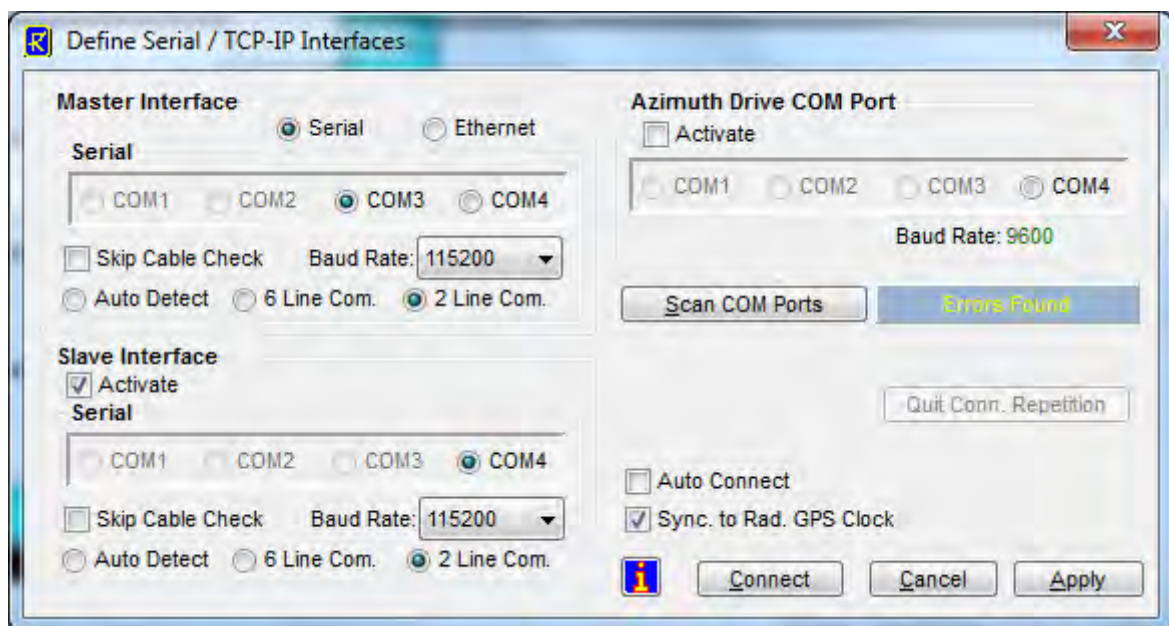 Define Serial / TCP-IP Interfaces
Master Interface
Serial Ethernet
Serial
COM1 COM2 COM3 COM4
Skip Cable Check Baud Rate: 115200
Auto Detect 6 Line Com. 2 Line Com.
Slave Interface
Activate
Serial
COM1 COM2 COM3 COM4
Skip Cable Check Baud Rate: 115200
Auto Detect 6 Line Com. 2 Line Com.
Azimuth Drive COM Port
Activate
COM1 COM2 COM3 COM4
Baud Rate: 9600
Scan COM Ports Errors Found
Quit Conn. Repetition
Auto Connect
Sync. to Rad. GPS Clock
i Connect Cancel Apply